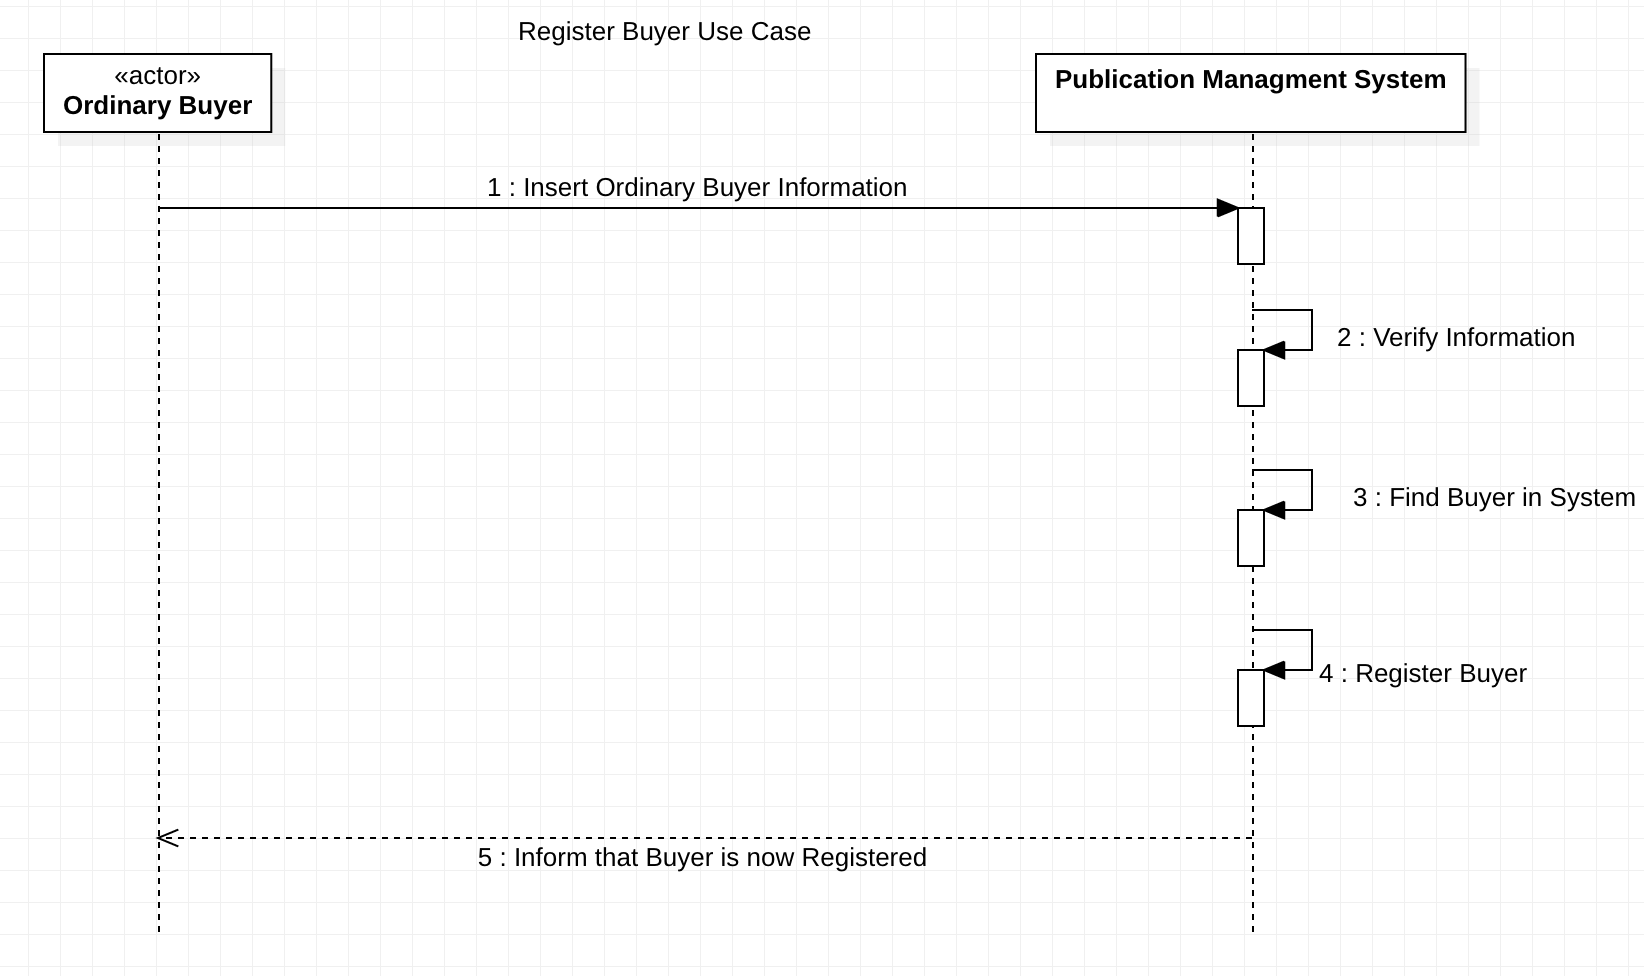 Register Buyer Use Case
«actor»
Ordinary Buyer
Publication Managment System
1 : Insert Ordinary Buyer Information
2 : Verify Information
3 : Find Buyer in System
4 : Register Buyer
5 : Inform that Buyer is now Registered